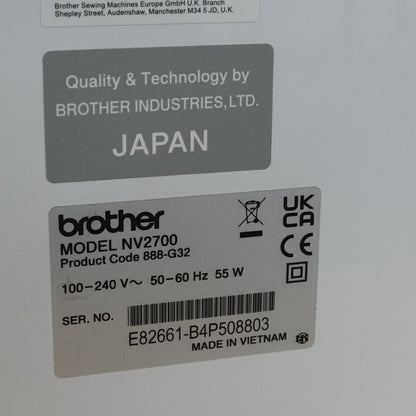 Brother Sewing Machines Europe GmbH U.K. Branch
Shepley Street, Audenshaw, Manchester M34 5 JD, U.K.
Quality & Technology by
BROTHER INDUSTRIES, LTD.
JAPAN
brother
UK
CA
MODEL NV2700
Product Code 888-G32
CE
100-240 V~ 50-60 Hz 55 W
SER. NO.
E82661-B4P508803
MADE IN VIETNAM